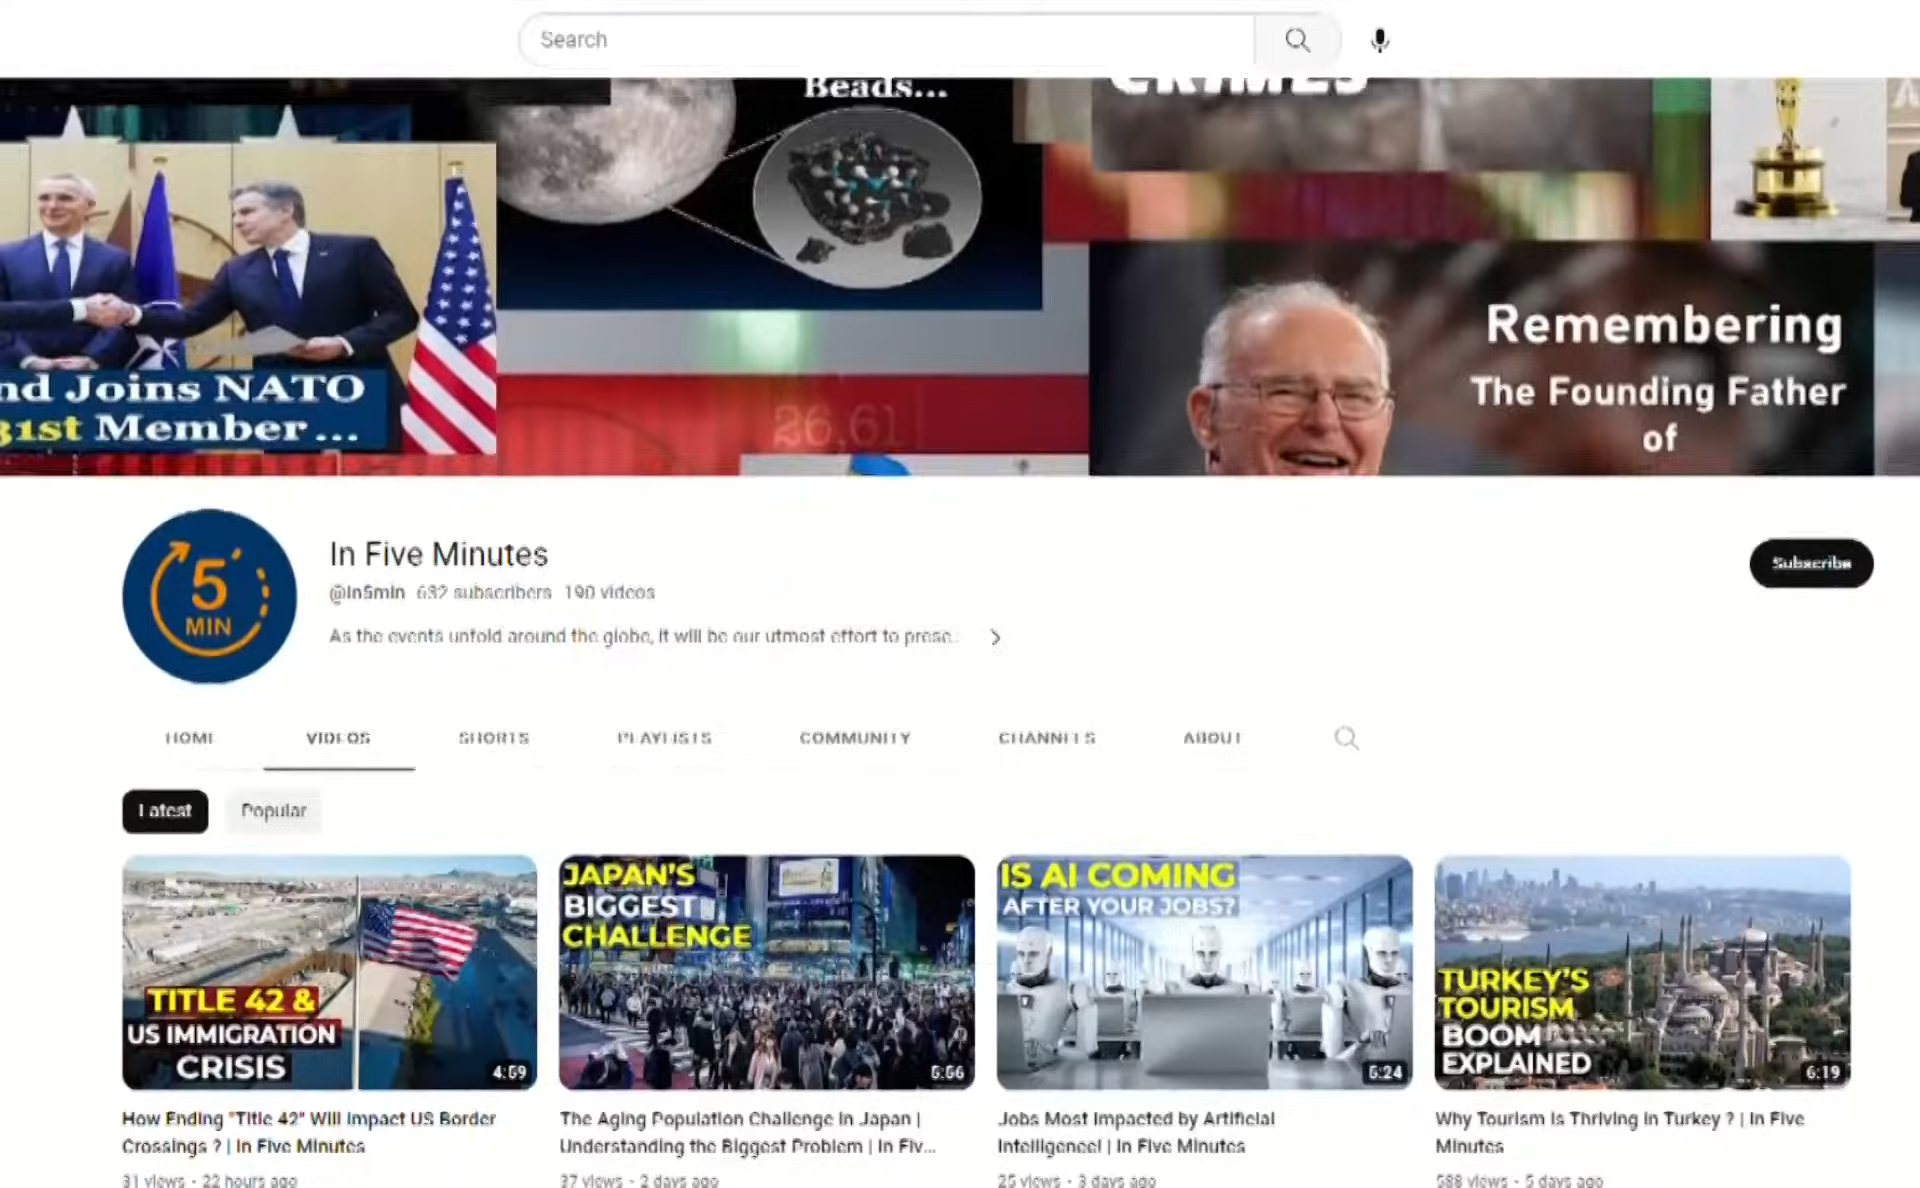 Search
Beads...
CRIMES
nd Joins NATO
31st Member...
26,61
Remembering
The Founding Father
of
5
MIN
In Five Minutes
@In5min 632 subscribers 190 videos
As the events unfold around the globe, it will be our utmost effort to prese...
Subscribe
HOME VIDEOS SHORTS PLAYLISTS COMMUNITY CHANNELS ABOUT
Latest Popular
TITLE 42 &
US IMMIGRATION
CRISIS
4:59
JAPAN'S
BIGGEST
CHALLENGE
IS AI COMING
AFTER YOUR JOBS?
TURKEY'S
TOURISM
BOOM
EXPLAINED
6:19
How Ending "Title 42" Will Impact US Border
Crossings ? | In Five Minutes
31 views • 22 hours ago
The Aging Population Challenge in Japan |
Understanding the Biggest Problem | In Fiv...
37 views • 2 days ago
Jobs Most Impacted by Artificial
Intelligence! | In Five Minutes
25 views • 3 days ago
Why Tourism is Thriving in Turkey ? | In Five
Minutes
588 views • 5 days ago